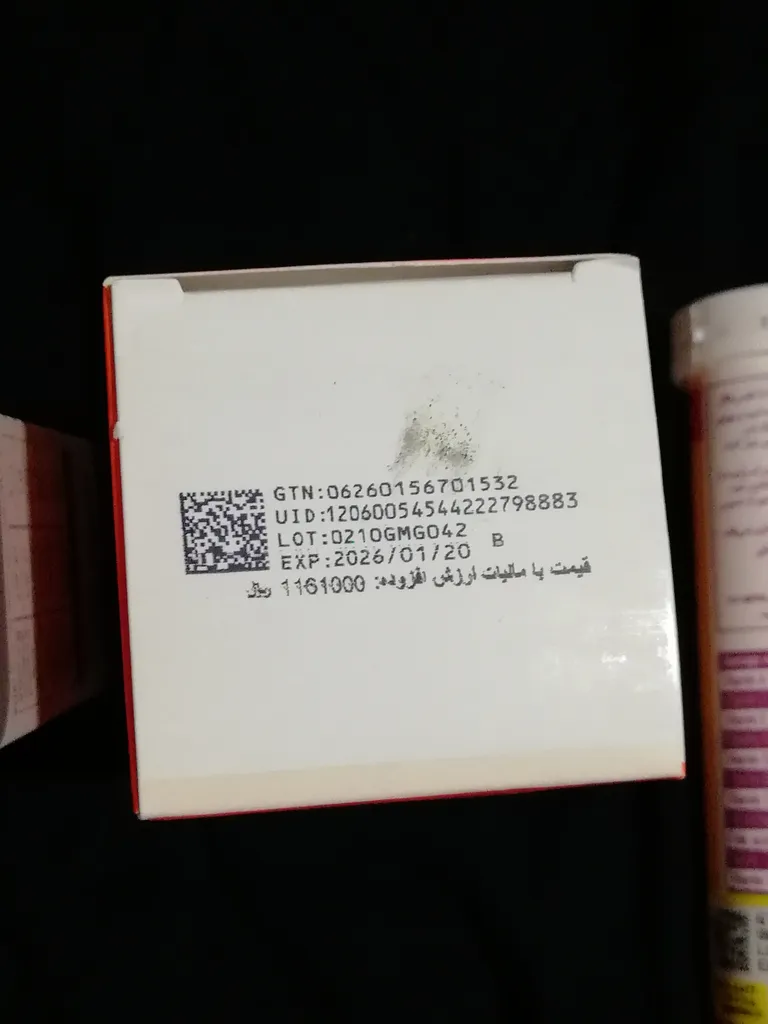 GTN:06260156701532
UID:12060054544222798883
LOT:0210GMG042
EXP:2026/01/20 B
قیمت با مالیات ارزش افزوده: 1161000 ریال